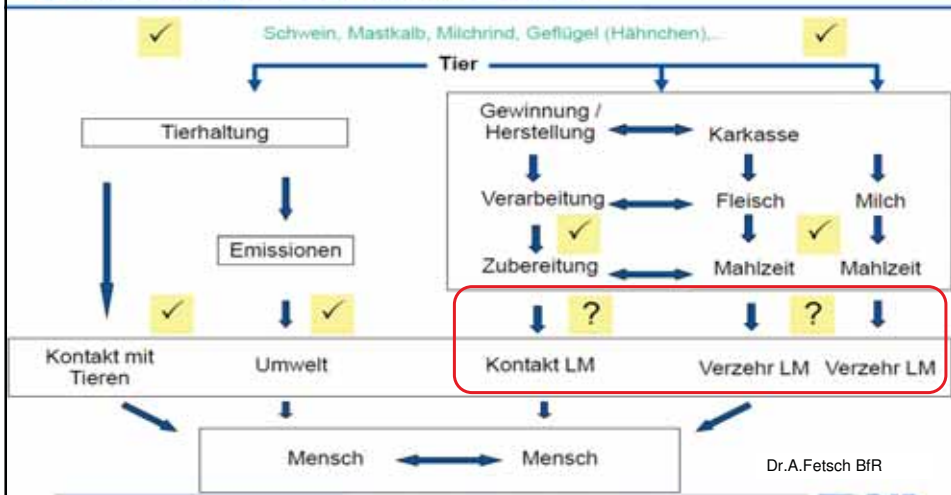 Schwein, Mastkalb, Milchrind, Geflügel (Hähnchen),...
Tier
Tierhaltung
Gewinnung /
Herstellung
Karkasse
Verarbeitung
Fleisch
Milch
Emissionen
Zubereitung
Mahlzeit
Mahlzeit
?
?
Kontakt mit
Tieren
Umwelt
Kontakt LM
Verzehr LM
Verzehr LM
Mensch
Mensch
Dr.A.Fetsch BfR